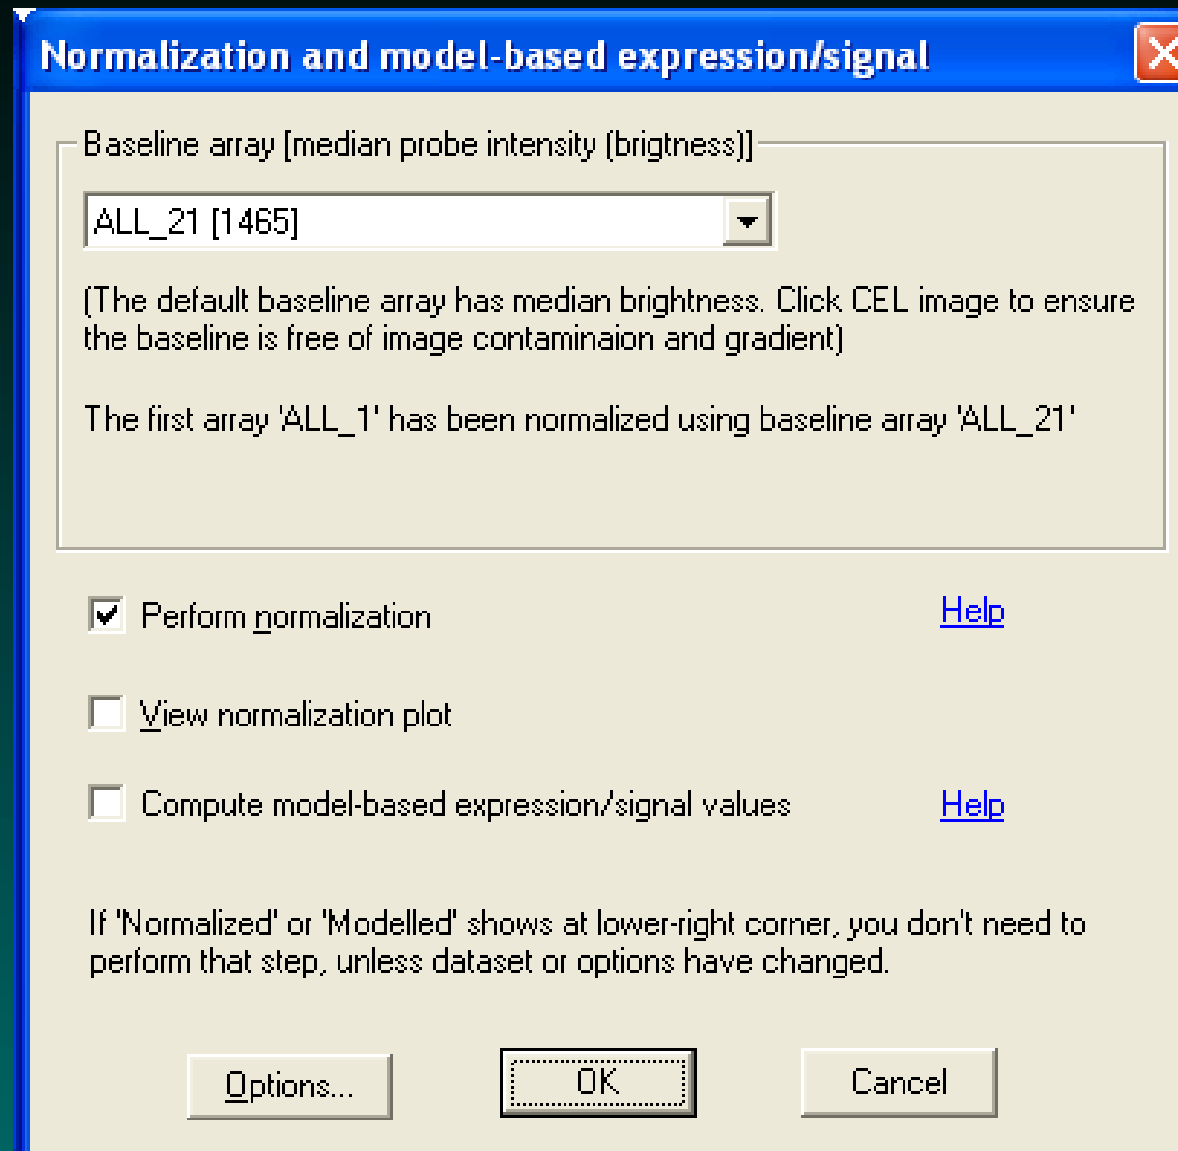 Normalization and model-based expression/signal
Baseline array [median probe intensity (brigtness)]
ALL_21 [1465]
(The default baseline array has median brightness. Click CEL image to ensure
the baseline is free of image contaminaion and gradient)
The first array 'ALL_1' has been normalized using baseline array 'ALL_21'
Perform normalization
Help
View normalization plot
Compute model-based expression/signal values
Help
If 'Normalized' or 'Modelled' shows at lower-right corner, you don't need to
perform that step, unless dataset or options have changed.
Options...
OK
Cancel